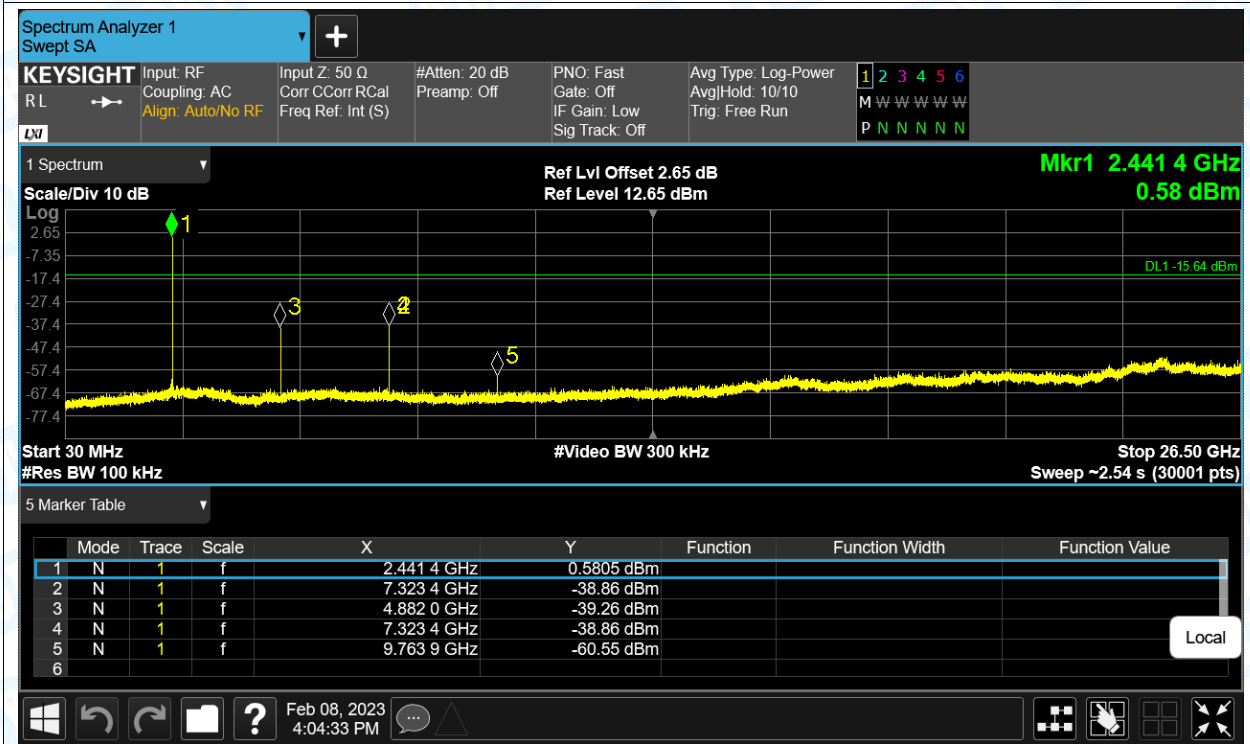 Spectrum Analyzer 1
Swept SA
KEYSIGHT
R L
LXI
Input: RF
Coupling: AC
Align: Auto/No RF
Input Z: 50 Ω
Corr CCorr RCal
Freq Ref: Int (S)
#Atten: 20 dB
Preamp: Off
PNO: Fast
Gate: Off
IF Gain: Low
Sig Track: Off
Avg Type: Log-Power
Avg|Hold: 10/10
Trig: Free Run
1 2 3 4 5 6
M W W W W W
P N N N N N
1 Spectrum
Scale/Div 10 dB
Ref Lvl Offset 2.65 dB
Ref Level 12.65 dBm
Mkr1 2.441 4 GHz
0.58 dBm
Log
2.65
-7.35
-17.4
-27.4
-37.4
-47.4
-57.4
-67.4
-77.4
1
3
5
DL1 -15.64 dBm
Start 30 MHz
#Res BW 100 kHz
#Video BW 300 kHz
Stop 26.50 GHz
Sweep ~2.54 s (30001 pts)
5 Marker Table
Mode Trace Scale X Y Function Function Width Function Value
1 N 1 f 2.441 4 GHz 0.5805 dBm
2 N 1 f 7.323 4 GHz -38.86 dBm
3 N 1 f 4.882 0 GHz -39.26 dBm
4 N 1 f 7.323 4 GHz -38.86 dBm
5 N 1 f 9.763 9 GHz -60.55 dBm
6
Local
?
Feb 08, 2023
4:04:33 PM